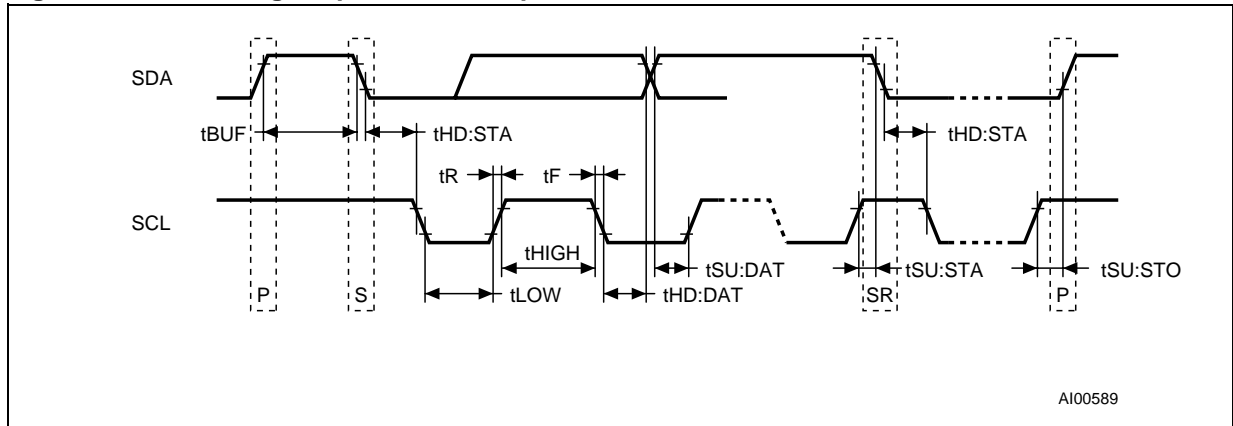 SDA
tBUF
tHD:STA
tHD:STA
tR
tF
SCL
tHIGH
tSU:DAT
tSU:STA
tSU:STO
P
S
tLOW
tHD:DAT
SR
P
AI00589